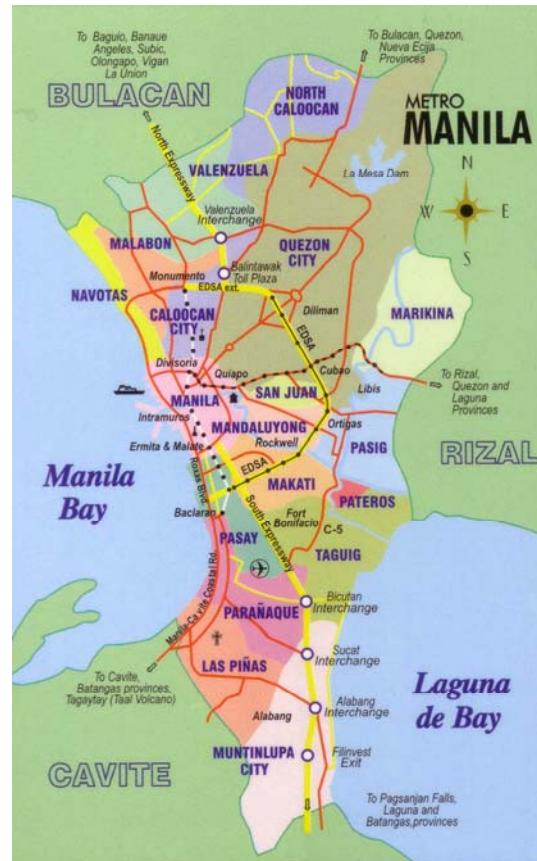 To Baguio, Banaue
Angeles, Subic,
Olongapo, Vigan
La Union
BULACAN
To Bulacan, Quezon,
Nueva Ecija
Provinces
NORTH
CALOOCAN
METRO
MANILA
N
W
E
S
North Expressway
VALENZUELA
La Mesa Dam
Valenzuela
Interchange
MALABON
QUEZON
CITY
Balintawak
Toll Plaza
Monumento
EDSA ext.
NAVOTAS
CALOOCAN
CITY
Diliman
EDSA
MARIKINA
Divisoria
Quiapo
Cubao
MANILA
SAN JUAN
Libis
To Rizal,
Quezon and
Laguna
Provinces
Intramuros
MANDALUYONG
Ortigas
Rockwell
Ermita & Malate
PASIG
RIZAL
EDSA
MAKATI
Manila
Bay
Roxas Blvd.
South Expressway
Baclaran
Fort
Bonifacio
C-5
PATEROS
PASAY
TAGUIG
Bicutan
Interchange
PARAÑAQUE
Manila-Cavite Coastal Rd.
Sucat
Interchange
LAS PIÑAS
To Cavite,
Batangas provinces,
Tagaytay (Taal Volcano)
Laguna
de Bay
Alabang
Alabang
Interchange
MUNTINLUPA
CITY
Filinvest
Exit
CAVITE
To Pagsanjan Falls,
Laguna and
Batangas,provinces